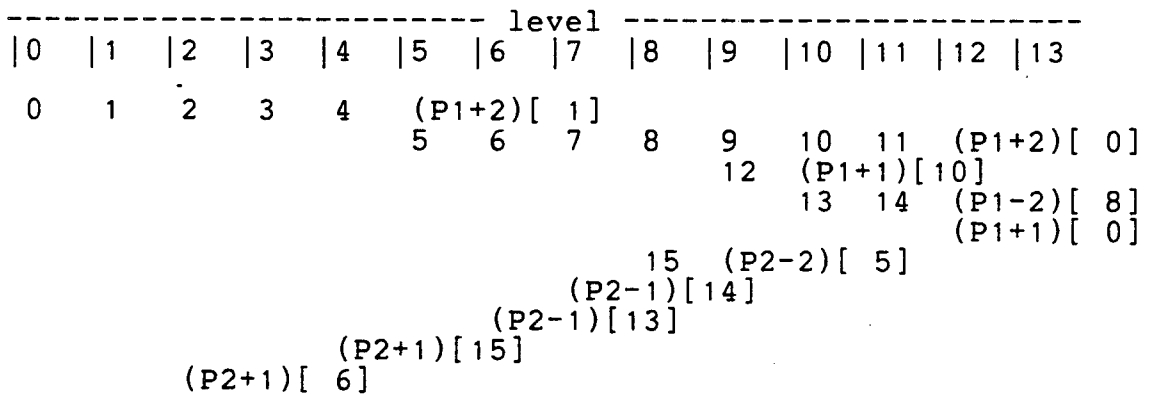 ---------------------------- level ---------------------------
|0 |1 |2 |3 |4 |5 |6 |7 |8 |9 |10 |11 |12 |13
0 1 2 3 4 (P1+2)[ 1]
5 6 7 8 9 10 11 (P1+2)[ 0]
12 (P1+1)[10]
13 14 (P1-2)[ 8]
(P1+1)[ 0]
15 (P2-2)[ 5]
(P2-1)[14]
(P2-1)[13]
(P2+1)[15]
(P2+1)[ 6]